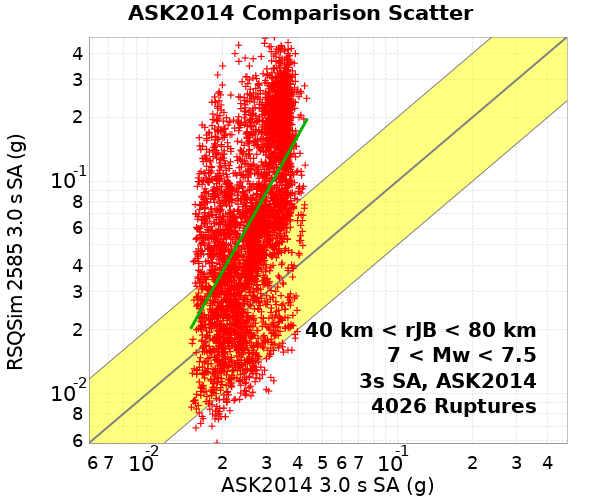 ASK2014 Comparison Scatter
RSQSim 2585 3.0 s SA (g)
4
3
2
10-1
8
6
4
3
2
10-2
8
6
40 km < rJB < 80 km
7 < Mw < 7.5
3s SA, ASK2014
4026 Ruptures
6 7 10-2 2 3 4 5 6 7 10-1 2 3 4
ASK2014 3.0 s SA (g)